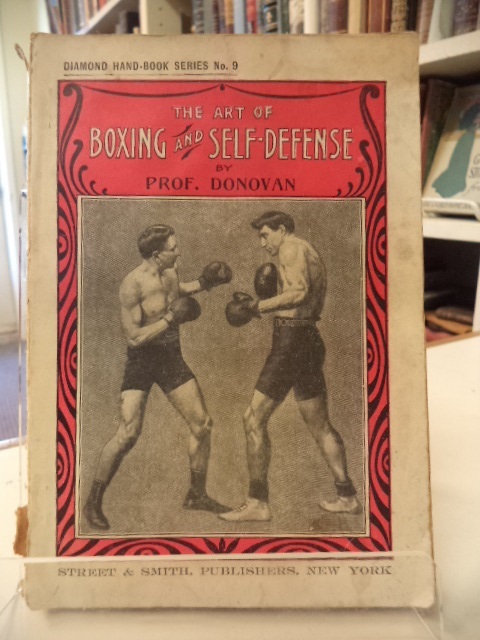 DIAMOND HAND-BOOK SERIES No. 9
THE ART OF
BOXING AND SELF-DEFENSE
BY
PROF. DONOVAN
STREET & SMITH, PUBLISHERS, NEW YORK